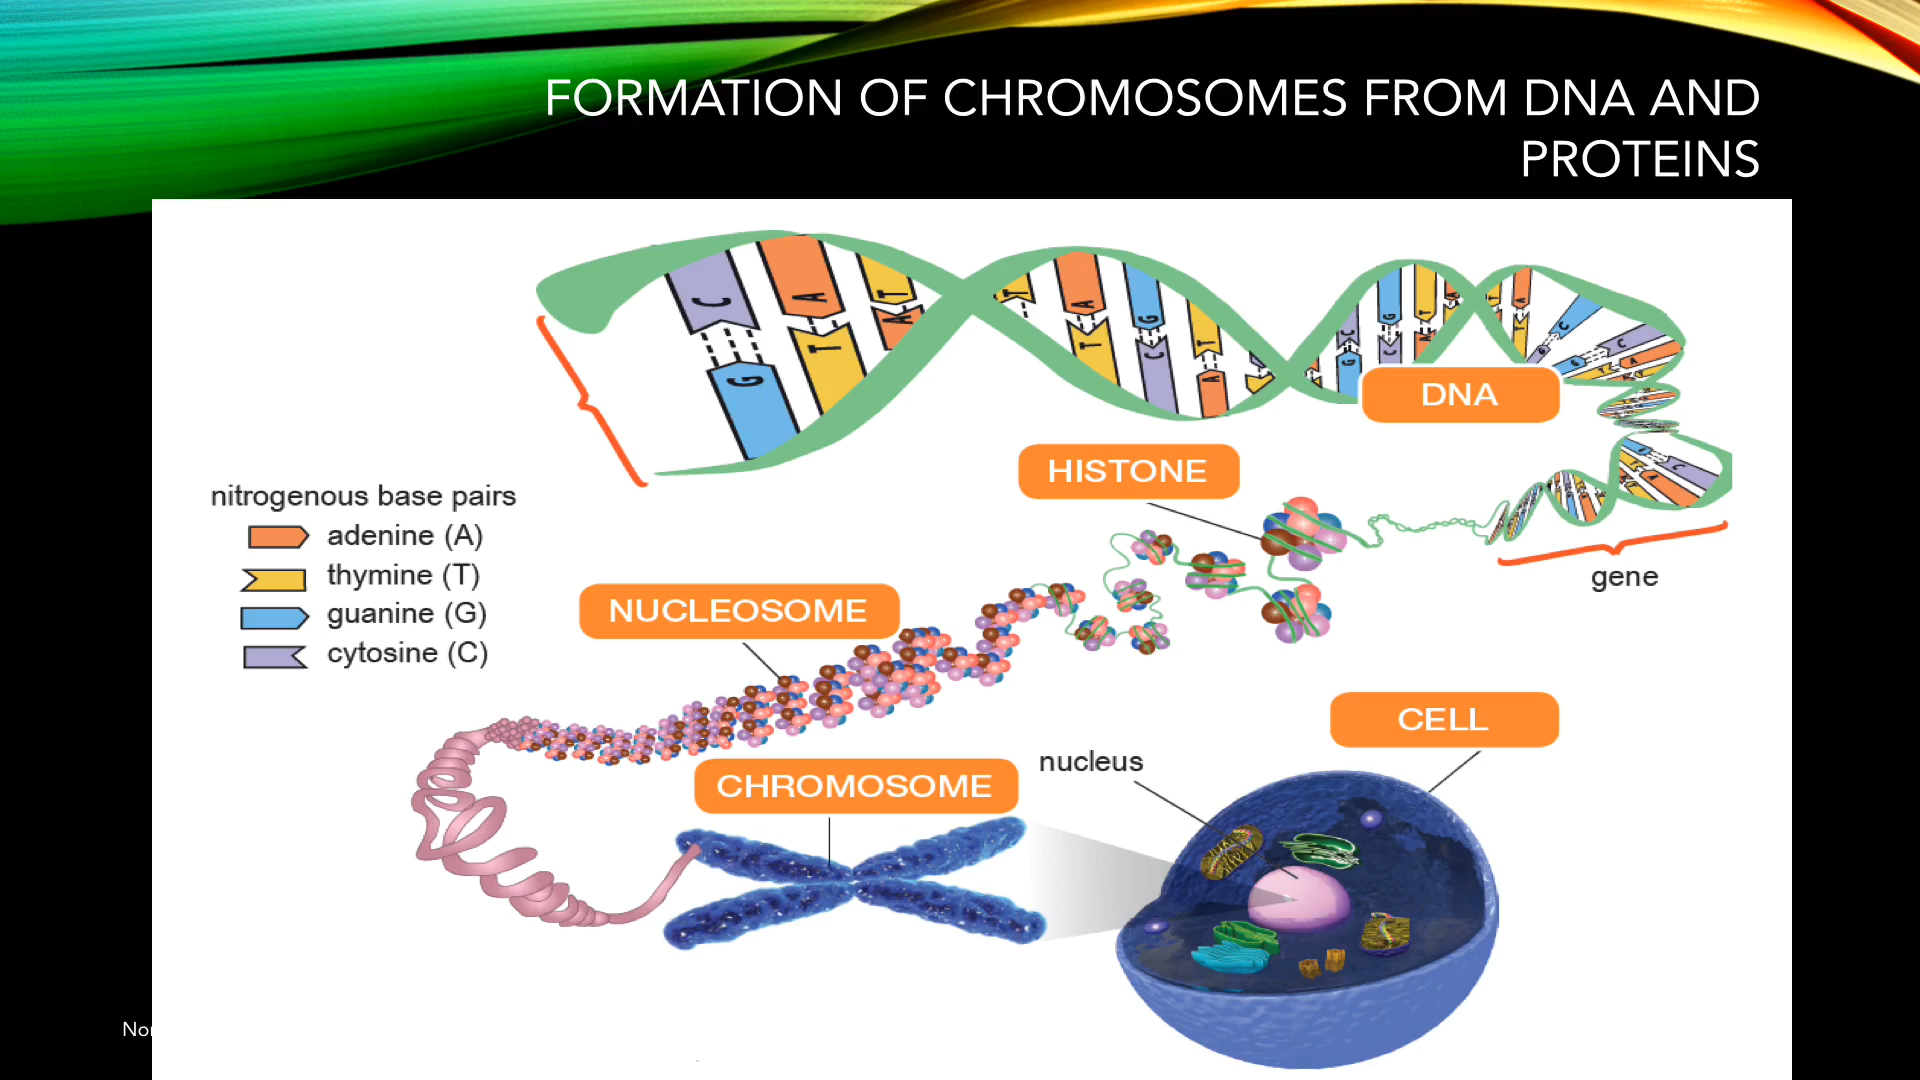 FORMATION OF CHROMOSOMES FROM DNA AND
PROTEINS
C A T
G T A
T A G T
T C A
C G T A
G C A
T A
T
C
G
G C
A
T
DNA
HISTONE
nitrogenous base pairs
adenine (A)
thymine (T)
guanine (G)
cytosine (C)
gene
NUCLEOSOME
CELL
nucleus
CHROMOSOME